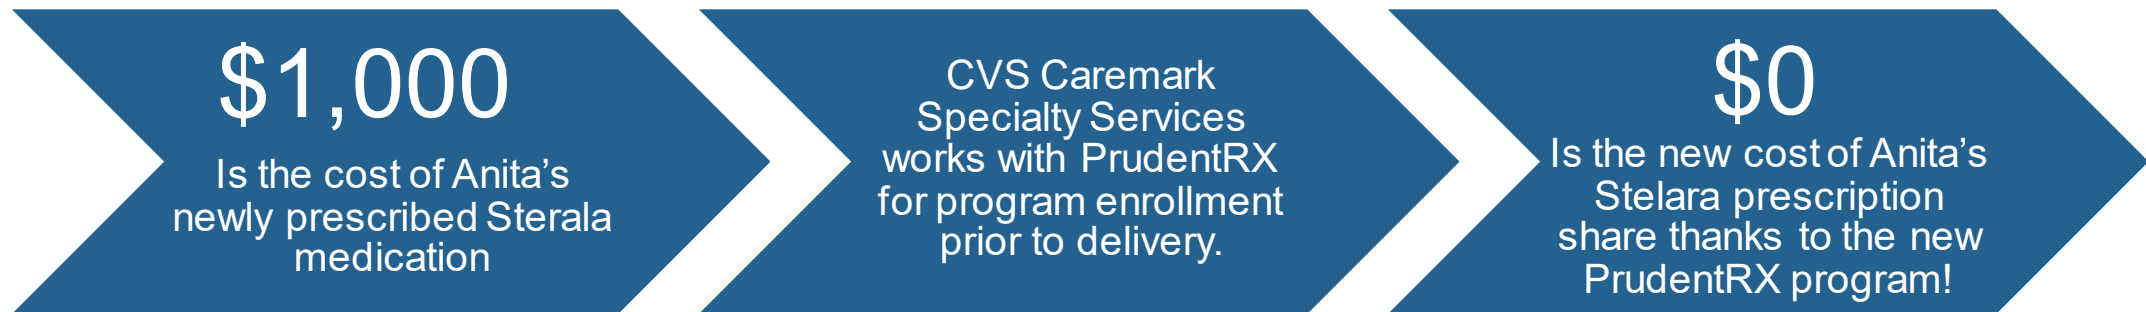 $1,000
Is the cost of Anita’s
newly prescribed Sterala
medication
CVS Caremark
Specialty Services
works with PrudentRX
for program enrollment
prior to delivery.
$0
Is the new cost of Anita’s
Stelara prescription
share thanks to the new
PrudentRX program!